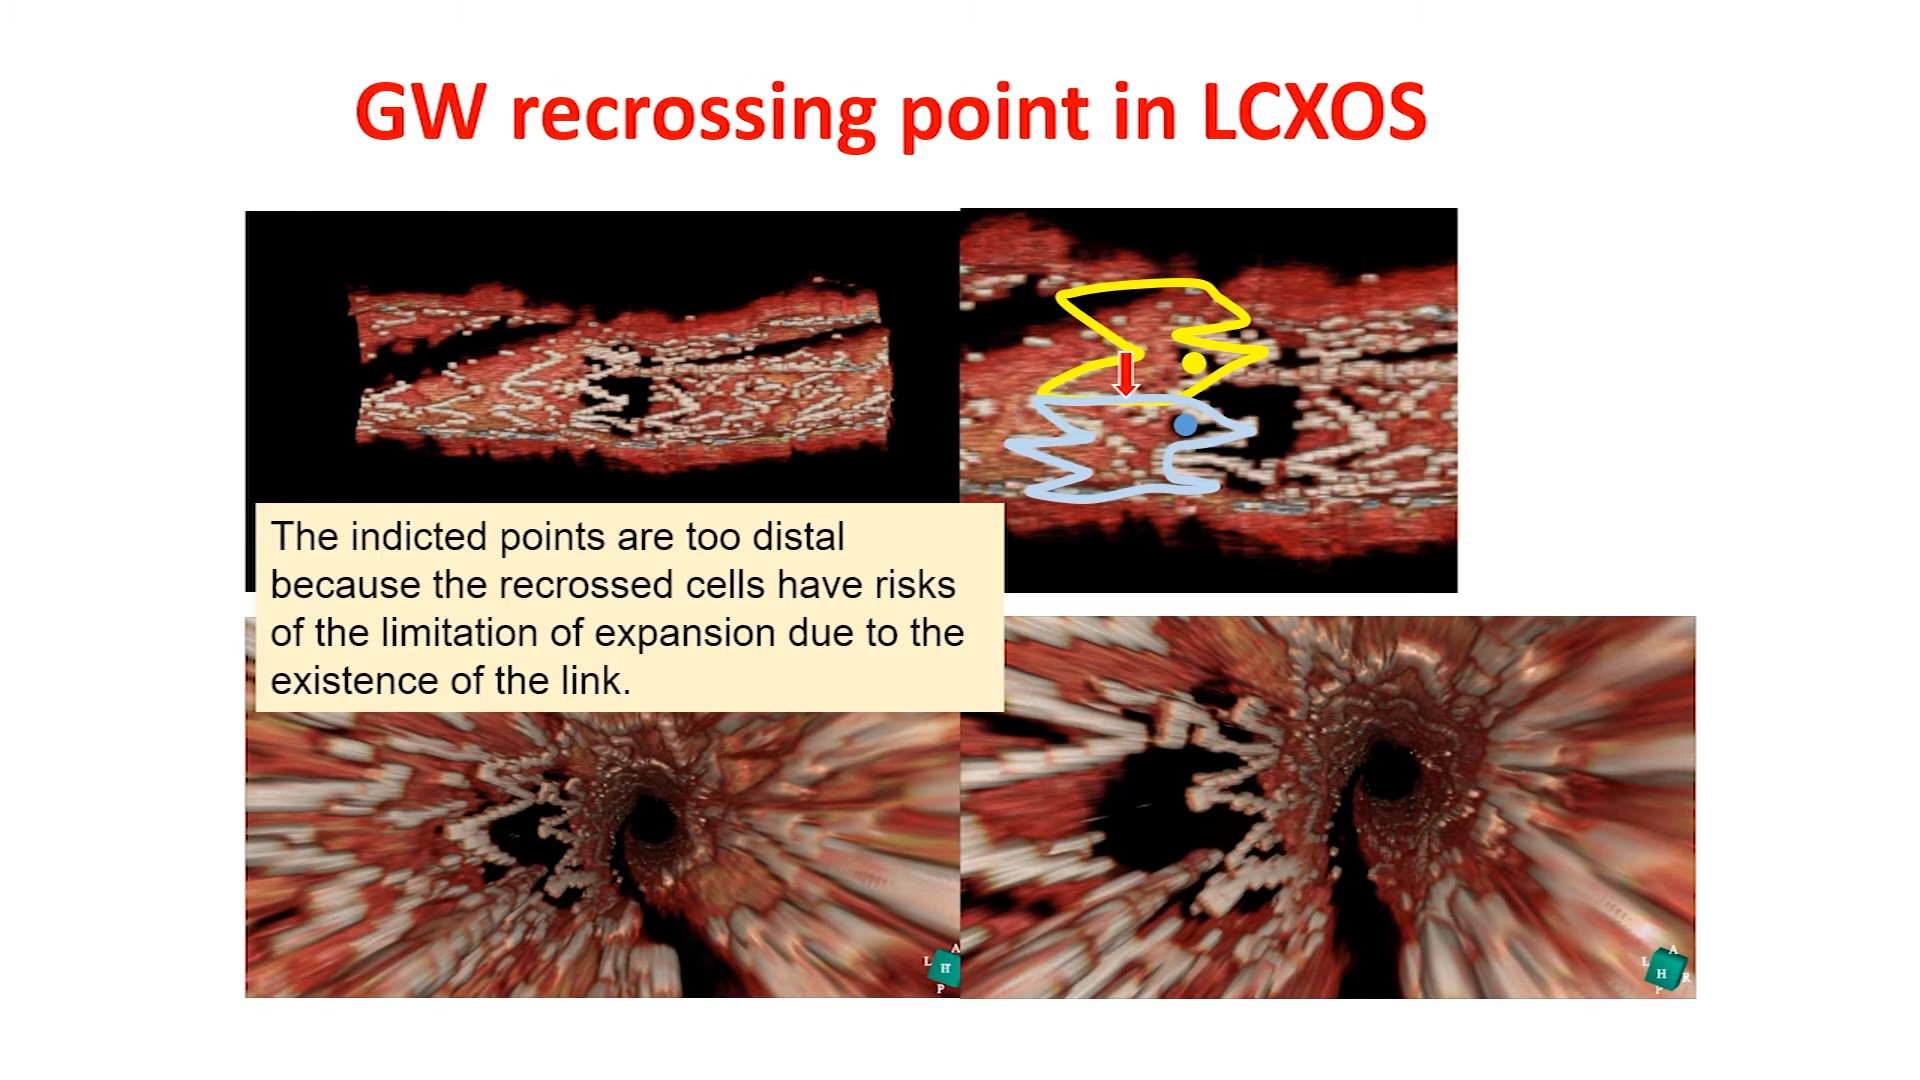 GW recrossing point in LCXOS
The indicted points are too distal
because the recrossed cells have risks
of the limitation of expansion due to the
existence of the link.
A
L H
P
A
L H R
P